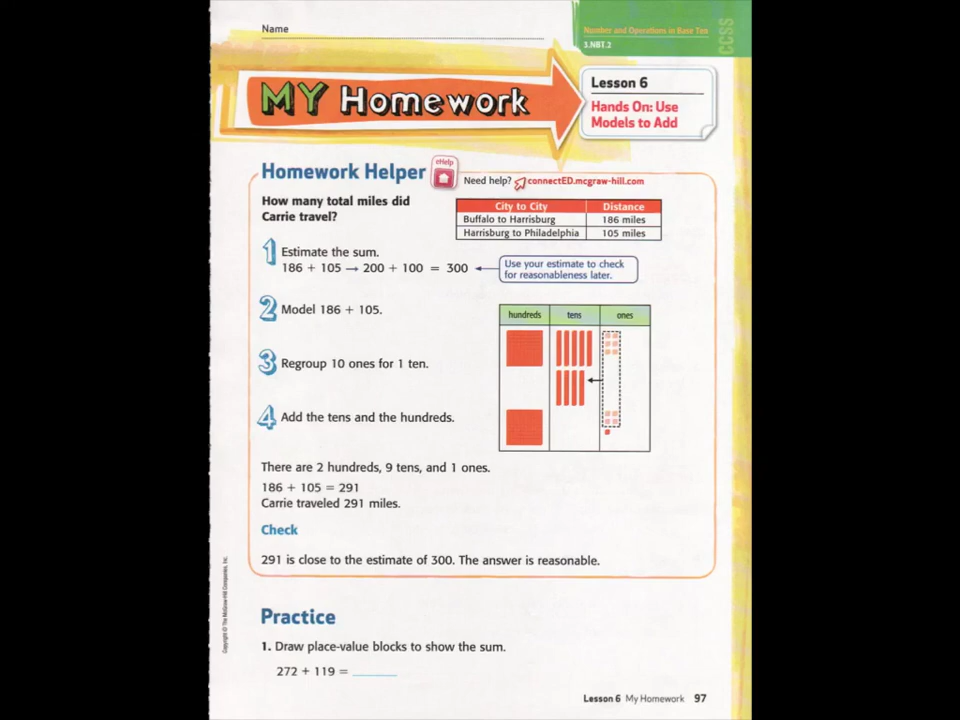 Name
Number and Operations in Base Ten
3.NBT.2
CCSS
MY Homework
Lesson 6
Hands On: Use
Models to Add
Homework Helper
eHelp
Need help? connectED.mcgraw-hill.com
How many total miles did
Carrie travel?
City to City Distance
Buffalo to Harrisburg 186 miles
Harrisburg to Philadelphia 105 miles
1 Estimate the sum.
186 + 105 → 200 + 100 = 300
Use your estimate to check
for reasonableness later.
2 Model 186 + 105.
hundreds tens ones
3 Regroup 10 ones for 1 ten.
4 Add the tens and the hundreds.
There are 2 hundreds, 9 tens, and 1 ones.
186 + 105 = 291
Carrie traveled 291 miles.
Check
291 is close to the estimate of 300. The answer is reasonable.
Copyright © The McGraw-Hill Companies, Inc.
Practice
1. Draw place-value blocks to show the sum.
272 + 119 =
Lesson 6 My Homework 97